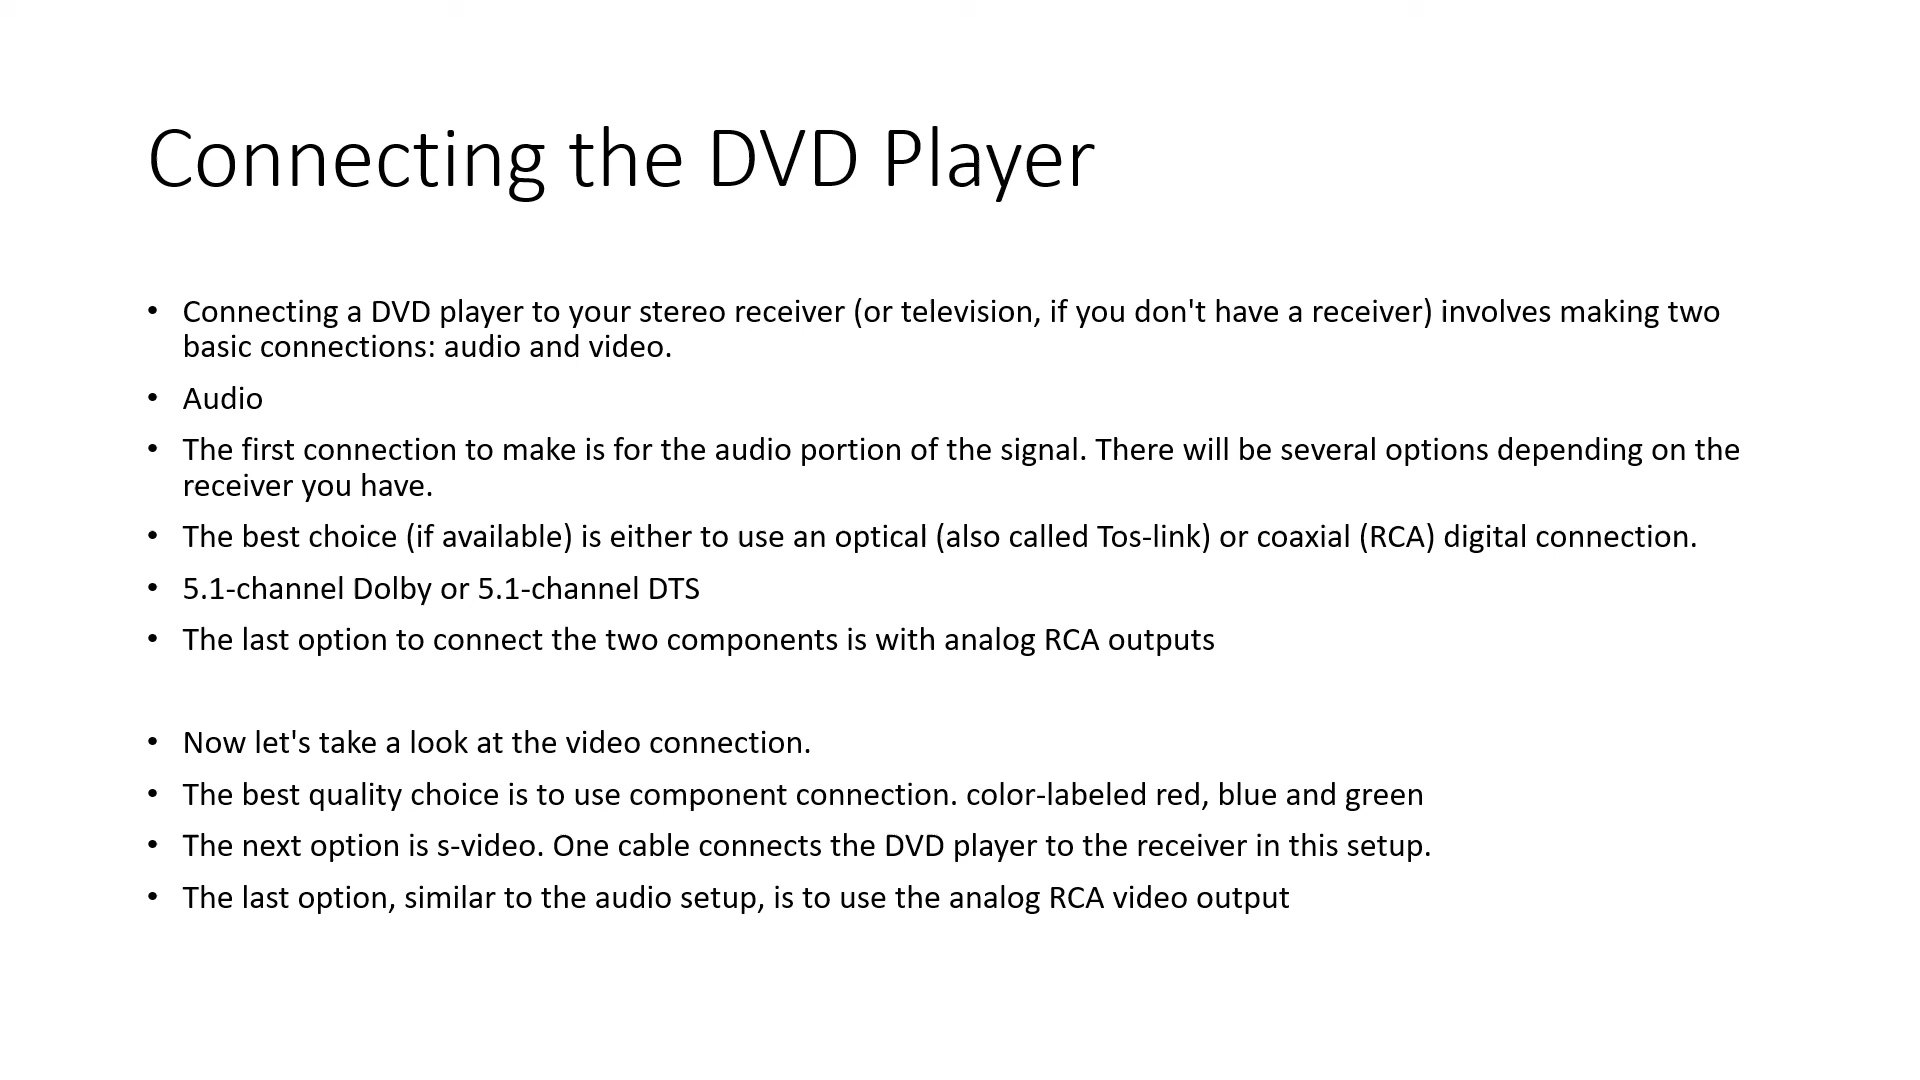 Connecting the DVD Player
• Connecting a DVD player to your stereo receiver (or television, if you don't have a receiver) involves making two
basic connections: audio and video.
• Audio
• The first connection to make is for the audio portion of the signal. There will be several options depending on the
receiver you have.
• The best choice (if available) is either to use an optical (also called Tos-link) or coaxial (RCA) digital connection.
• 5.1-channel Dolby or 5.1-channel DTS
• The last option to connect the two components is with analog RCA outputs
• Now let's take a look at the video connection.
• The best quality choice is to use component connection. color-labeled red, blue and green
• The next option is s-video. One cable connects the DVD player to the receiver in this setup.
• The last option, similar to the audio setup, is to use the analog RCA video output